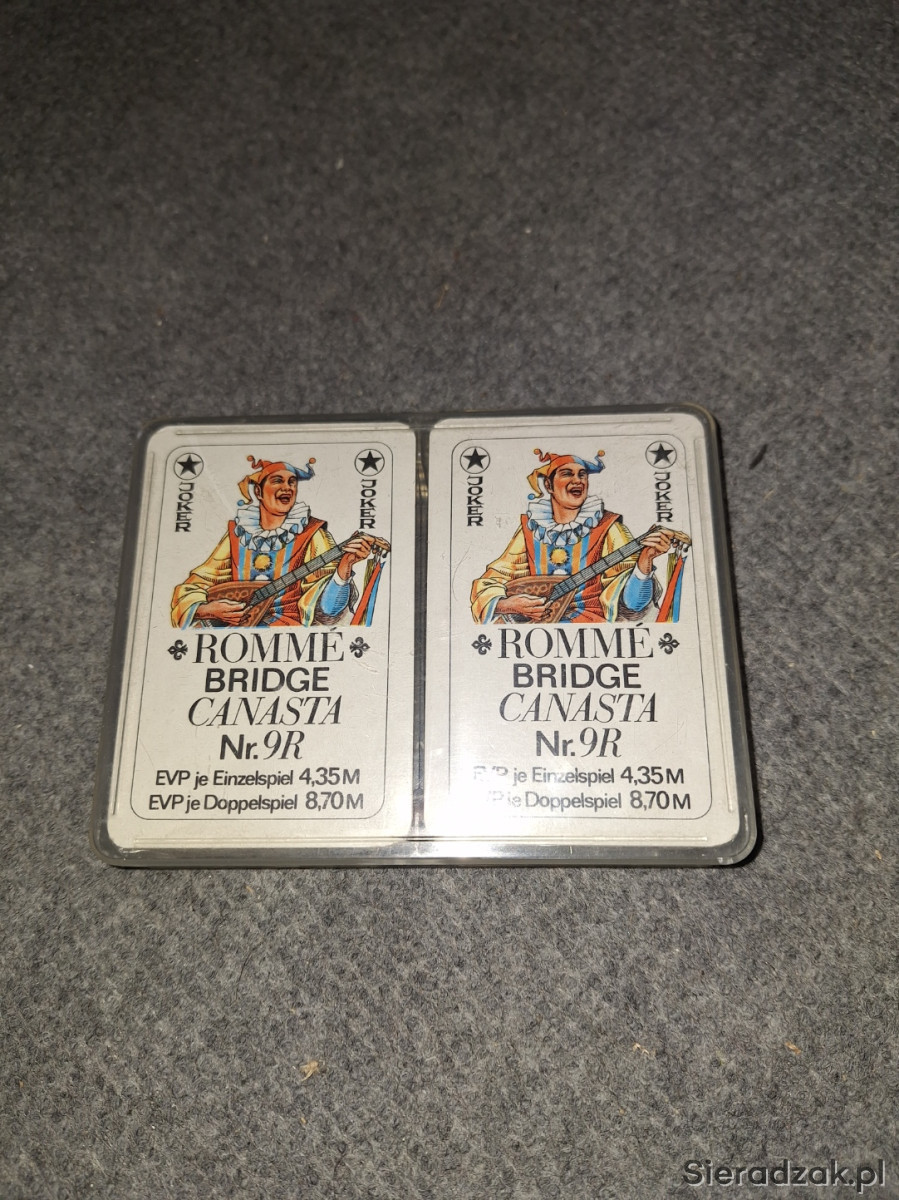 JOKER
JOKER
ROMMÉ
BRIDGE
CANASTA
Nr. 9R
EVP je Einzelspiel 4,35 M
EVP je Doppelspiel 8,70 M
JOKER
JOKER
ROMMÉ
BRIDGE
CANASTA
Nr. 9R
EVP je Einzelspiel 4,35 M
je Doppelspiel 8,70 M
Sieradzak.pl